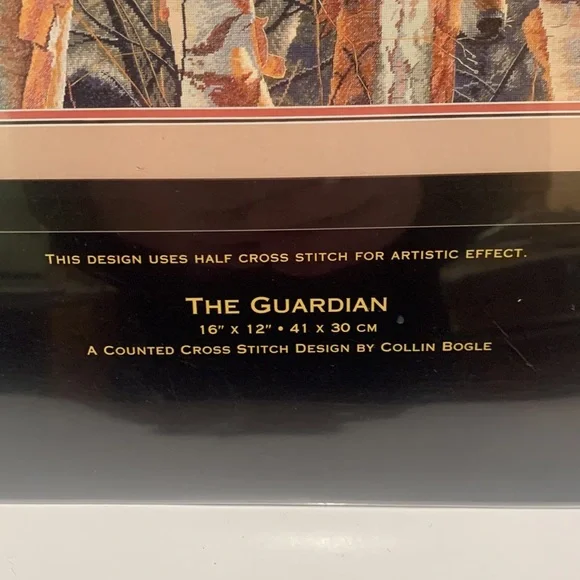 THIS DESIGN USES HALF CROSS STITCH FOR ARTISTIC EFFECT.
THE GUARDIAN
16" x 12" • 41 x 30 CM
A COUNTED CROSS STITCH DESIGN BY COLLIN BOGLE